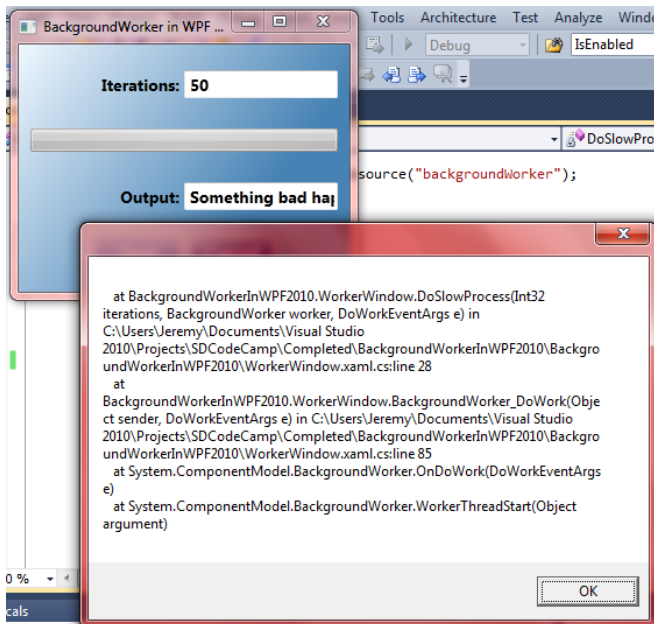 BackgroundWorker in WPF ...
Tools Architecture Test Analyze Windo
Debug
IsEnabled
Iterations: 50
DoSlowPro
source("backgroundWorker");
Output: Something bad hap
at BackgroundWorkerInWPF2010.WorkerWindow.DoSlowProcess(Int32
iterations, BackgroundWorker worker, DoWorkEventArgs e) in
C:\Users\Jeremy\Documents\Visual Studio
2010\Projects\SDCodeCamp\Completed\BackgroundWorkerInWPF2010\Backgro
undWorkerInWPF2010\WorkerWindow.xaml.cs:line 28
at
BackgroundWorkerInWPF2010.WorkerWindow.BackgroundWorker_DoWork(Obje
ct sender, DoWorkEventArgs e) in C:\Users\Jeremy\Documents\Visual Studio
2010\Projects\SDCodeCamp\Completed\BackgroundWorkerInWPF2010\Backgro
undWorkerInWPF2010\WorkerWindow.xaml.cs:line 85
at System.ComponentModel.BackgroundWorker.OnDoWork(DoWorkEventArgs
e)
at System.ComponentModel.BackgroundWorker.WorkerThreadStart(Object
argument)
0 %
OK
cals